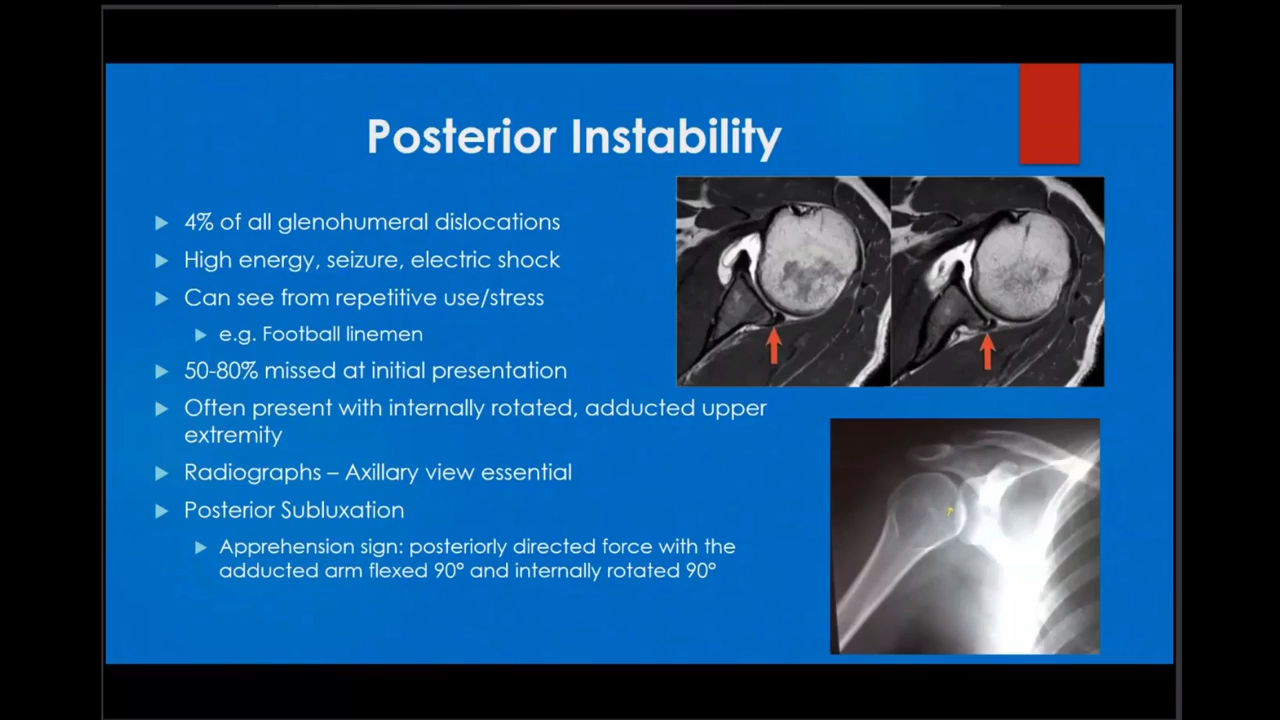 Posterior Instability
4% of all glenohumeral dislocations
High energy, seizure, electric shock
Can see from repetitive use/stress
e.g. Football linemen
50-80% missed at initial presentation
Often present with internally rotated, adducted upper
extremity
Radiographs – Axillary view essential
Posterior Subluxation
Apprehension sign: posteriorly directed force with the
adducted arm flexed 90° and internally rotated 90°